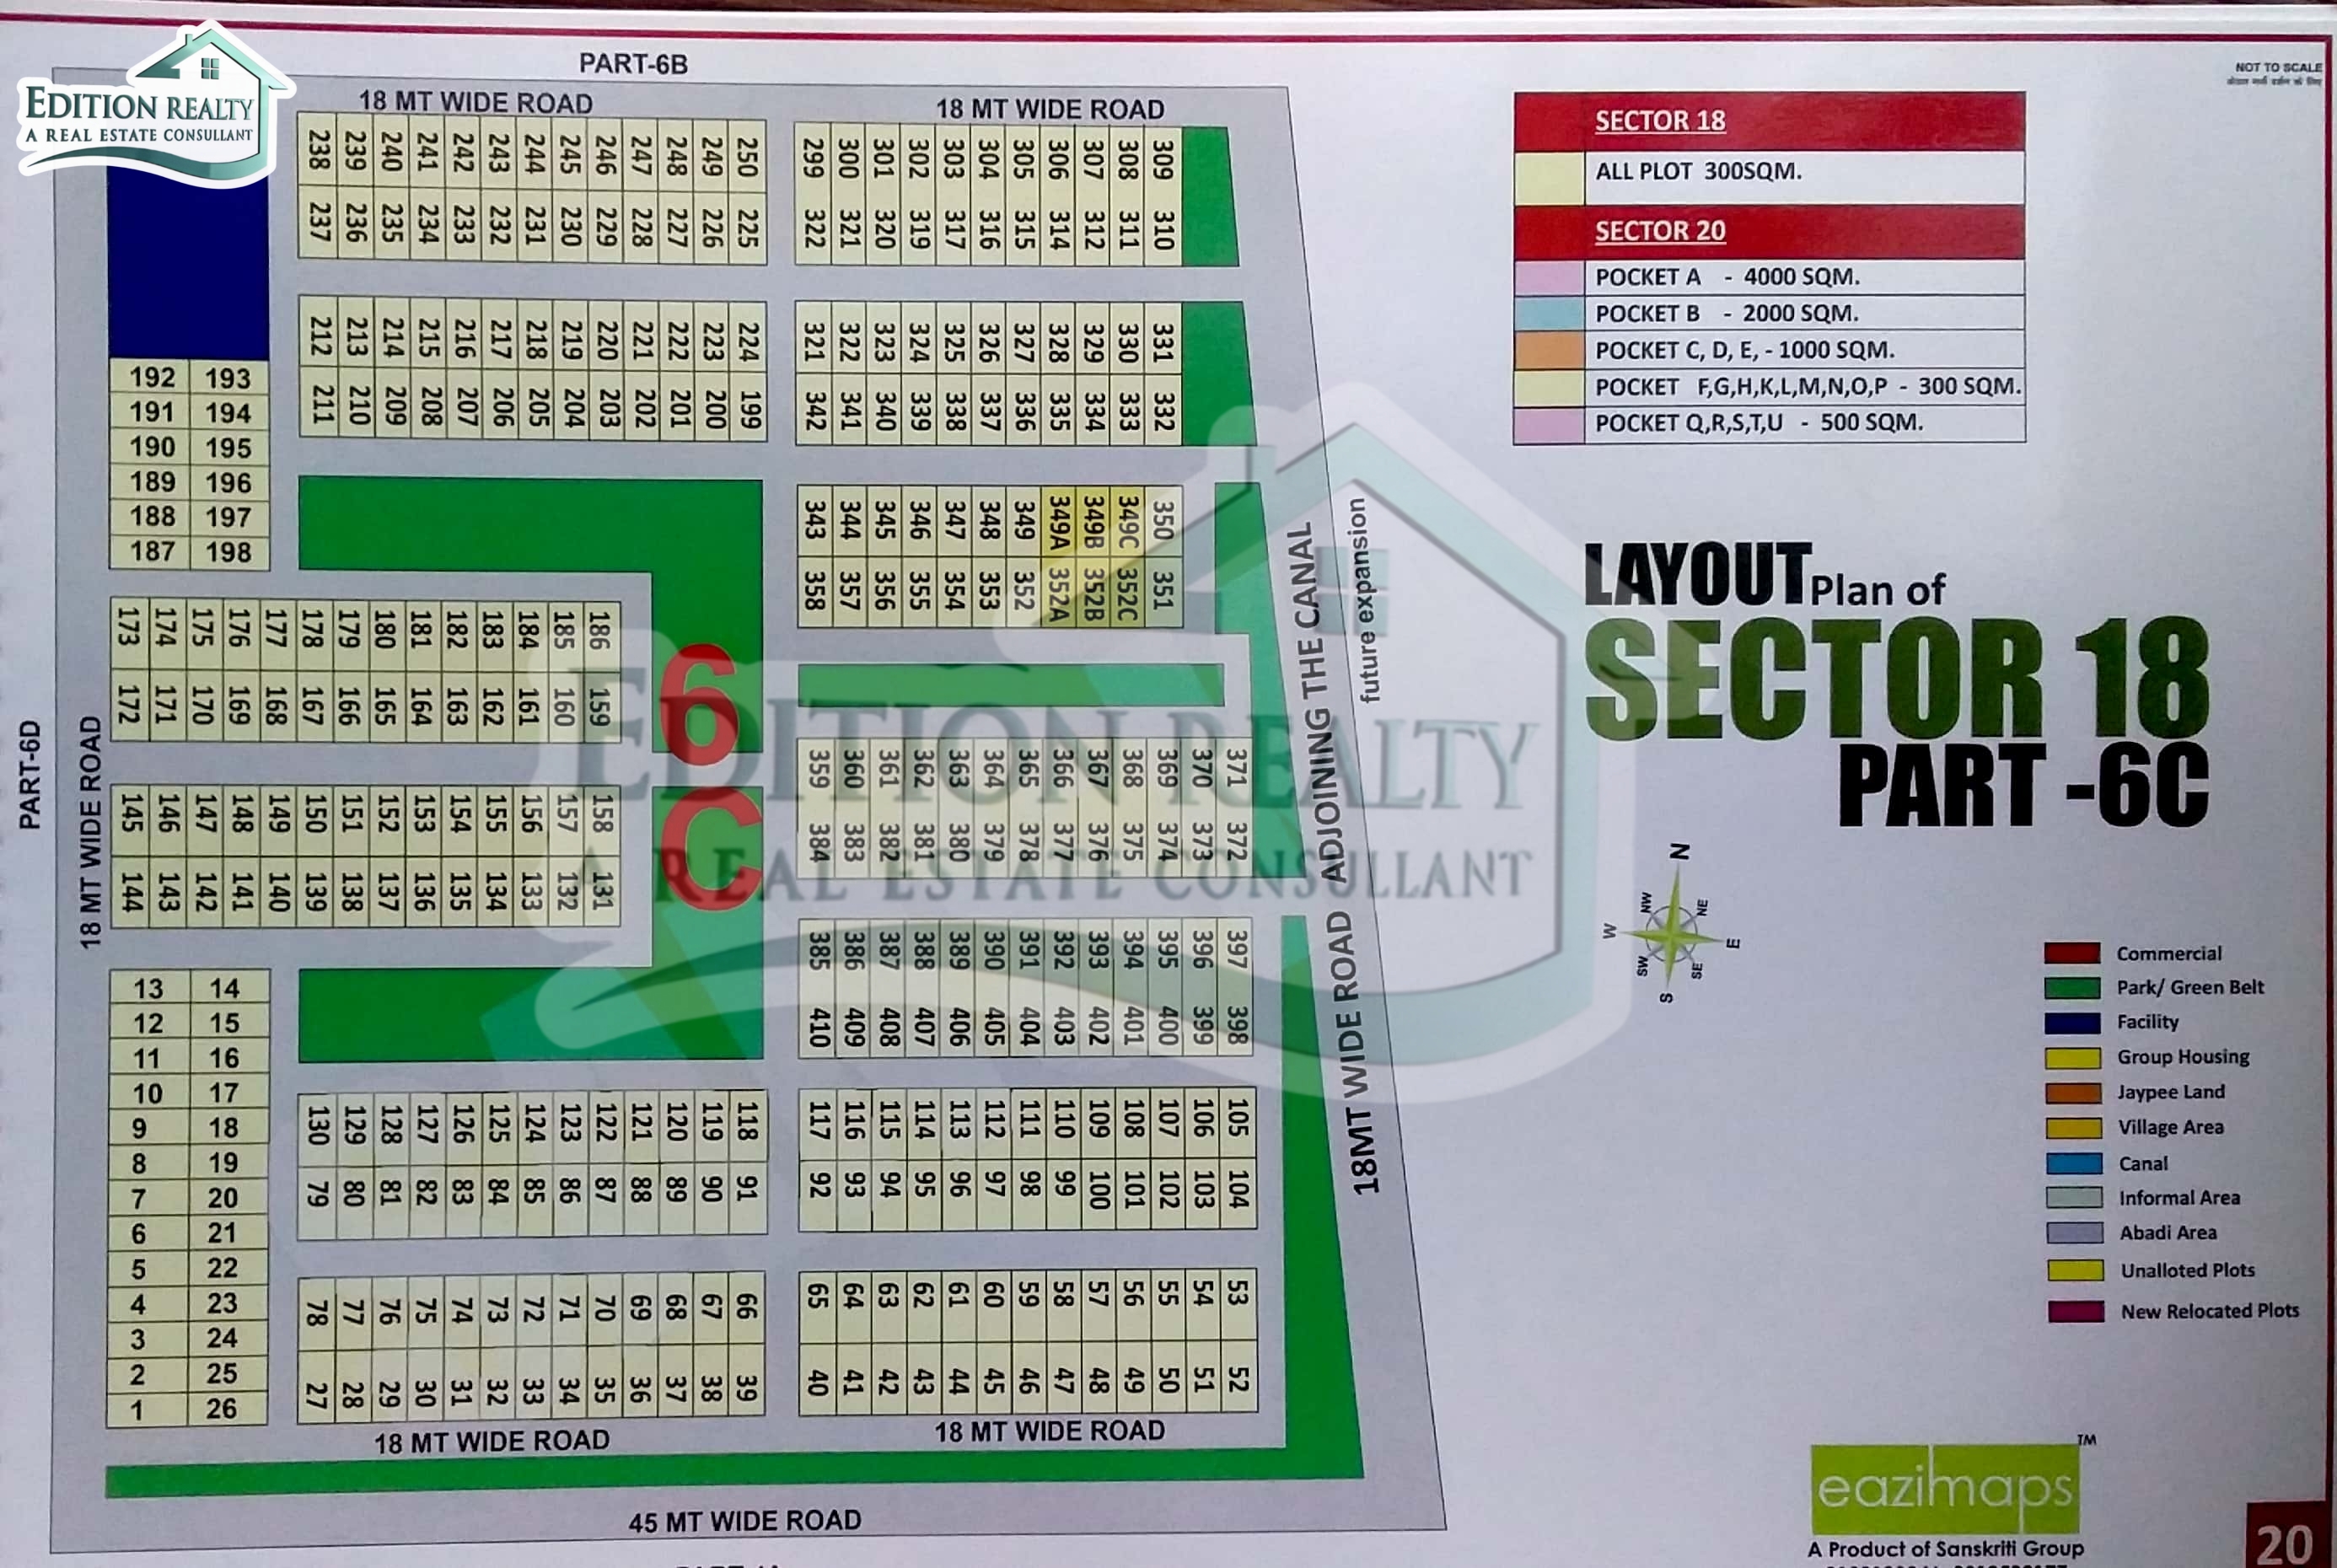 EDITION REALTY
A REAL ESTATE CONSULLANT
PART-6B
NOT TO SCALE
18 MT WIDE ROAD
18 MT WIDE ROAD
238 239 240 241 242 243 244 245 246 247 248 249 250
237 236 235 234 233 232 231 230 229 228 227 226 225
299 300 301 302 303 304 305 306 307 308 309
322 321 320 319 317 316 315 314 312 311 310
212 213 214 215 216 217 218 219 220 221 222 223 224
211 210 209 208 207 206 205 204 203 202 201 200 199
321 322 323 324 325 326 327 328 329 330 331
342 341 340 339 338 337 336 335 334 333 332
192 193
191 194
190 195
189 196
188 197
187 198
343 344 345 346 347 348 349 349A 349B 349C 350
358 357 356 355 354 353 352 352A 352B 352C 351
173 174 175 176 177 178 179 180 181 182 183 184 185 186
172 171 170 169 168 167 166 165 164 163 162 161 160 159
6
C
359 360 361 362 363 364 365 366 367 368 369 370 371
384 383 382 381 380 379 378 377 376 375 374 373 372
145 146 147 148 149 150 151 152 153 154 155 156 157 158
144 143 142 141 140 139 138 137 136 135 134 133 132 131
385 386 387 388 389 390 391 392 393 394 395 396 397
410 409 408 407 406 405 404 403 402 401 400 399 398
13 14
12 15
11 16
10 17
9 18
8 19
7 20
6 21
5 22
4 23
3 24
2 25
1 26
130 129 128 127 126 125 124 123 122 121 120 119 118
79 80 81 82 83 84 85 86 87 88 89 90 91
117 116 115 114 113 112 111 110 109 108 107 106 105
92 93 94 95 96 97 98 99 100 101 102 103 104
78 77 76 75 74 73 72 71 70 69 68 67 66
27 28 29 30 31 32 33 34 35 36 37 38 39
65 64 63 62 61 60 59 58 57 56 55 54 53
40 41 42 43 44 45 46 47 48 49 50 51 52
18 MT WIDE ROAD
18 MT WIDE ROAD
45 MT WIDE ROAD
PART-6D
18 MT WIDE ROAD
18MT WIDE ROAD ADJOINING THE CANAL
future expansion
EDITION REALTY
A REAL ESTATE CONSULLANT
SECTOR 18
ALL PLOT 300SQM.
SECTOR 20
POCKET A - 4000 SQM.
POCKET B - 2000 SQM.
POCKET C, D, E, - 1000 SQM.
POCKET F,G,H,K,L,M,N,O,P - 300 SQM.
POCKET Q,R,S,T,U - 500 SQM.
LAYOUT Plan of
SECTOR 18
PART -6C
N
NW NE
W E
SW SE
S
Commercial
Park/ Green Belt
Facility
Group Housing
Jaypee Land
Village Area
Canal
Informal Area
Abadi Area
Unalloted Plots
New Relocated Plots
eazimaps TM
A Product of Sanskriti Group
20